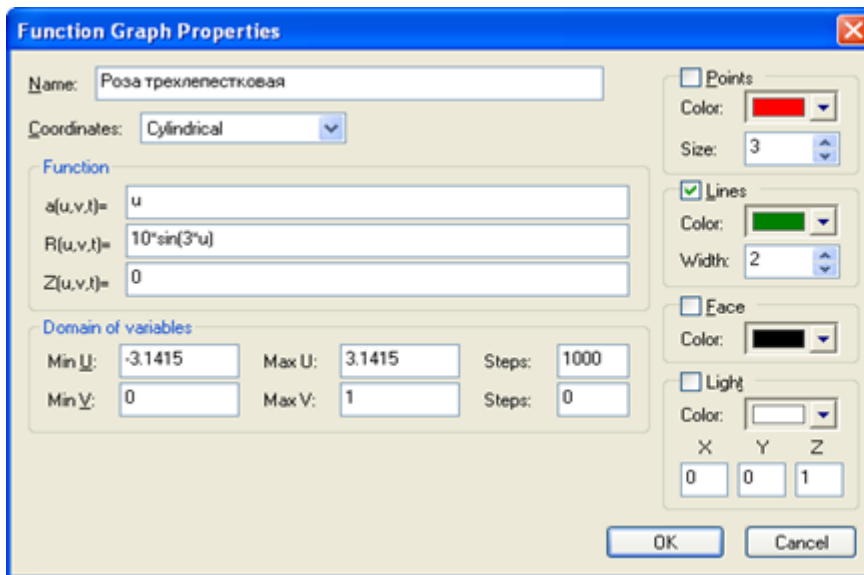 Function Graph Properties
Name: Роза трехлепестковая
Coordinates: Cylindrical
Function
a(u,v,t)= u
R(u,v,t)= 10*sin(3*u)
Z(u,v,t)= 0
Domain of variables
Min U: -3.1415 Max U: 3.1415 Steps: 1000
Min V: 0 Max V: 1 Steps: 0
Points
Color:
Size: 3
Lines
Color:
Width: 2
Face
Color:
Light
Color:
X Y Z
0 0 1
OK Cancel